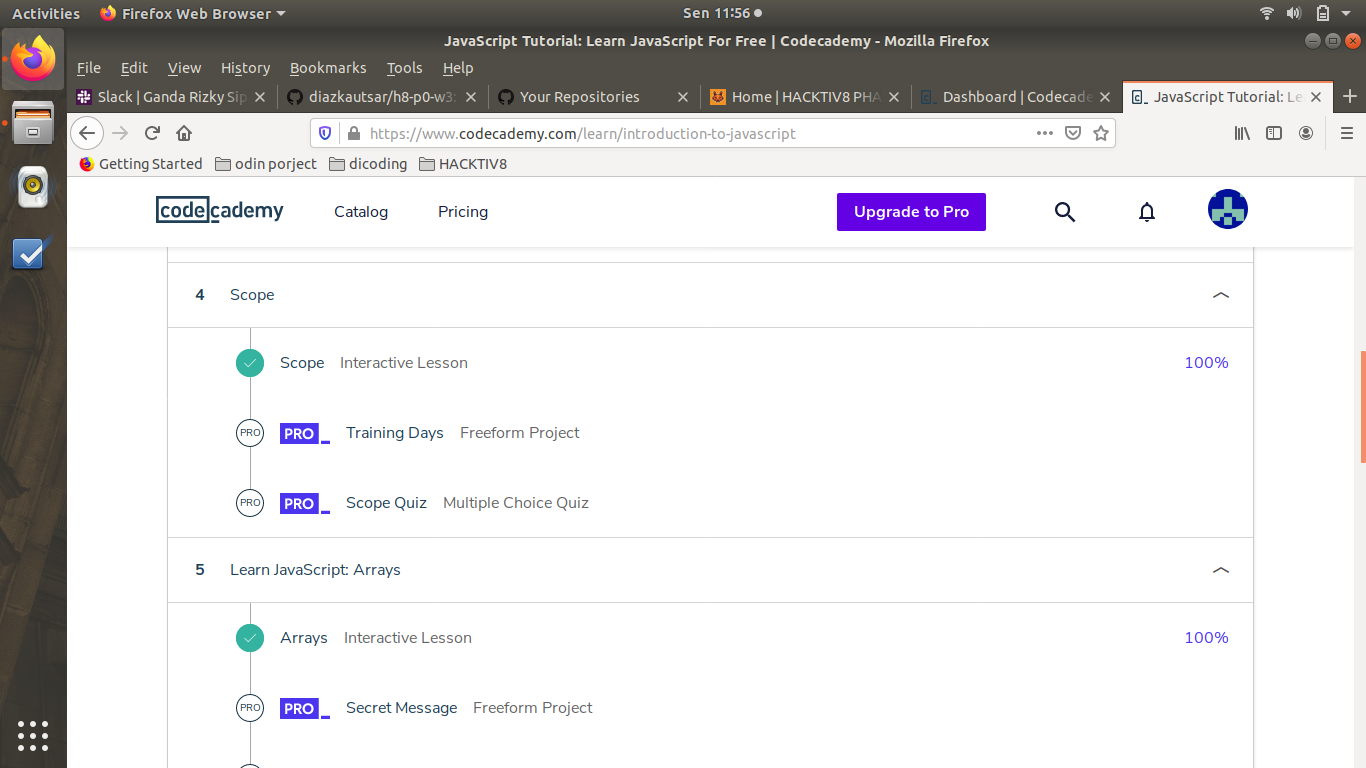 Activities Firefox Web Browser Sen 11:56
JavaScript Tutorial: Learn JavaScript For Free | Codecademy - Mozilla Firefox
File Edit View History Bookmarks Tools Help
Slack | Ganda Rizky Sip diazkautsar/h8-p0-w3 Your Repositories Home | HACKTIV8 PHA Dashboard | Codecade JavaScript Tutorial: Le
https://www.codecademy.com/learn/introduction-to-javascript
Getting Started odin porject dicoding HACKTIV8
codecademy Catalog Pricing Upgrade to Pro
4 Scope
Scope Interactive Lesson 100%
PRO PRO_ Training Days Freeform Project
PRO PRO_ Scope Quiz Multiple Choice Quiz
5 Learn JavaScript: Arrays
Arrays Interactive Lesson 100%
PRO PRO_ Secret Message Freeform Project